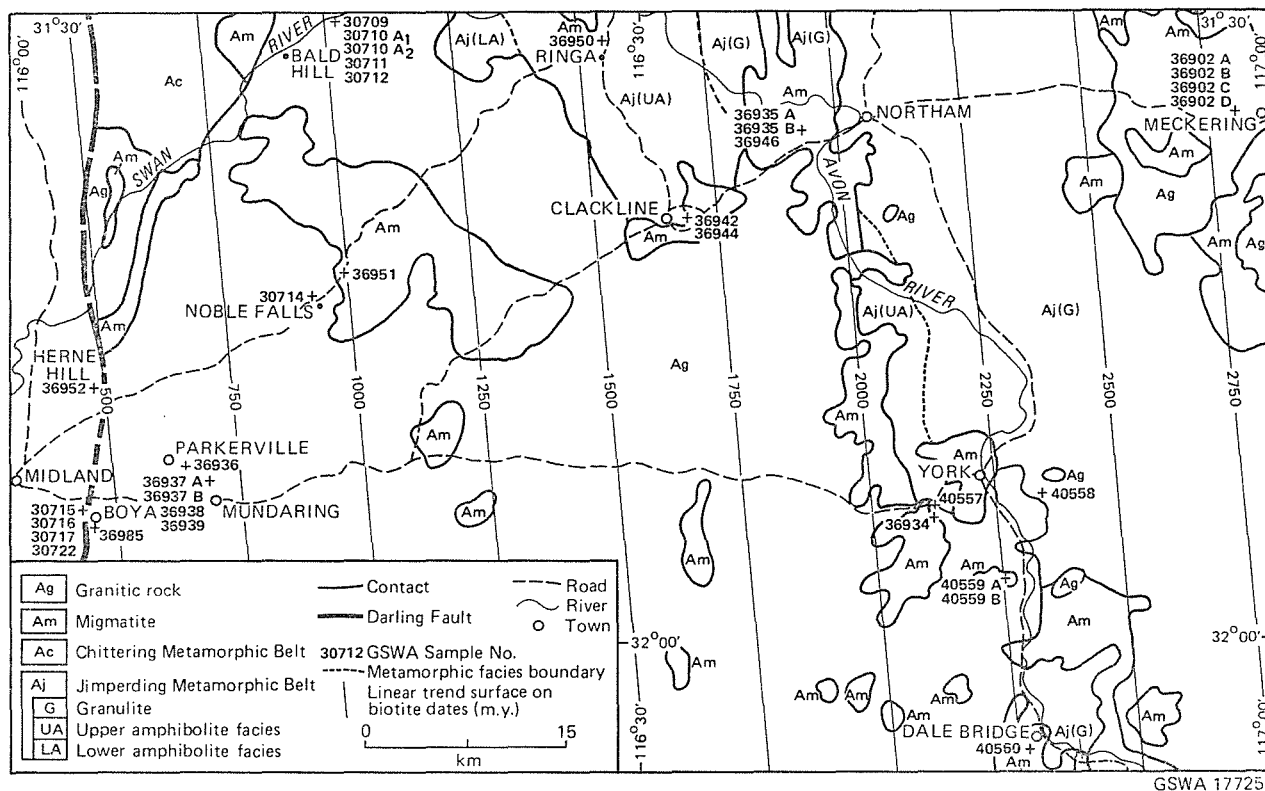 31°30'
116°00'
Am
RIVER
30709
30710 A1
30710 A2
30711
30712
BALD
HILL
Aj(LA)
Am
36950
RINGA
116°30'
Aj(G)
Aj(G)
Am
Am
31°30'
117°00'
36902 A
36902 B
36902 C
36902 D
MECKERING
Ac
Aj(UA)
Am
36935 A
36935 B
36946
NORTHAM
Am
SWAN
Ag
Am
AVON
Am
Am
Ag
Ag
CLACKLINE
36942
36944
Am
Am
Ag
36951
30714
NOBLE FALLS
RIVER
Aj(UA)
Aj(G)
Am
HERNE
HILL
36952
Ag
500
750
1000
1250
1500
1750
2000
2250
2500
2750
Am
Am
PARKERVILLE
36936
MIDLAND
36937 A
36937 B
36938
36939
MUNDARING
Am
YORK
Ag
40558
40557
36934
30715
30716
30717
30722
BOYA
36985
Am
Am
Am
Am
40559 A
40559 B
Ag
Am
Ag Granitic rock
Am Migmatite
Ac Chittering Metamorphic Belt
Aj Jimperding Metamorphic Belt
G Granulite
UA Upper amphibolite facies
LA Lower amphibolite facies
Contact
Darling Fault
30712 GSWA Sample No.
Metamorphic facies boundary
Linear trend surface on
biotite dates (m.y.)
0 15
km
Road
River
Town
32°00'
32°00'
Am
116°30'
Am
Am
Am
Am
Am
DALE BRIDGE
40560
Aj(G)
Am
117°00'
GSWA 17725